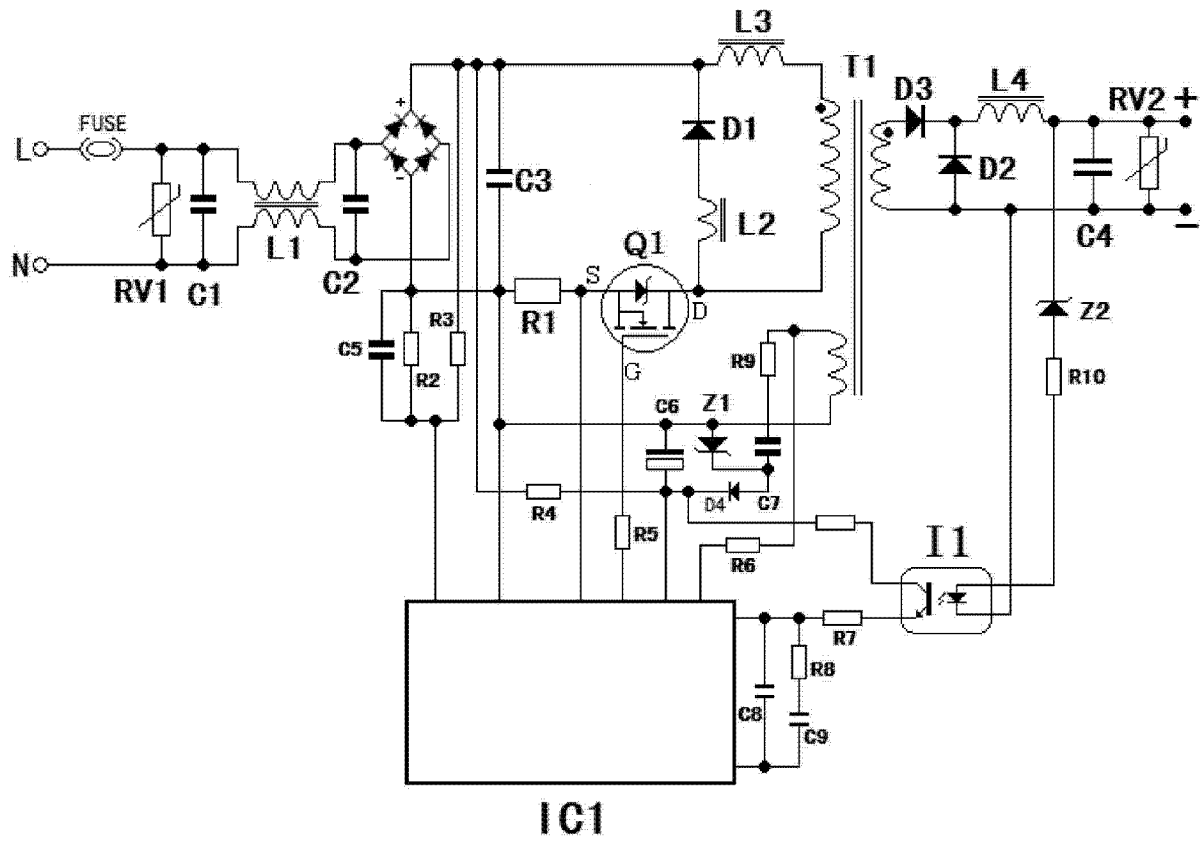 L3
T1
D3
L4
RV2
+
FUSE
+
L
D1
D2
C3
-
L2
L1
C4
-
Q1
N
S
RV1
C1
C2
D
R3
R1
Z2
C5
R9
R2
G
R10
C6
Z1
R4
D4
C7
R5
I1
R6
R7
R8
C8
C9
IC1